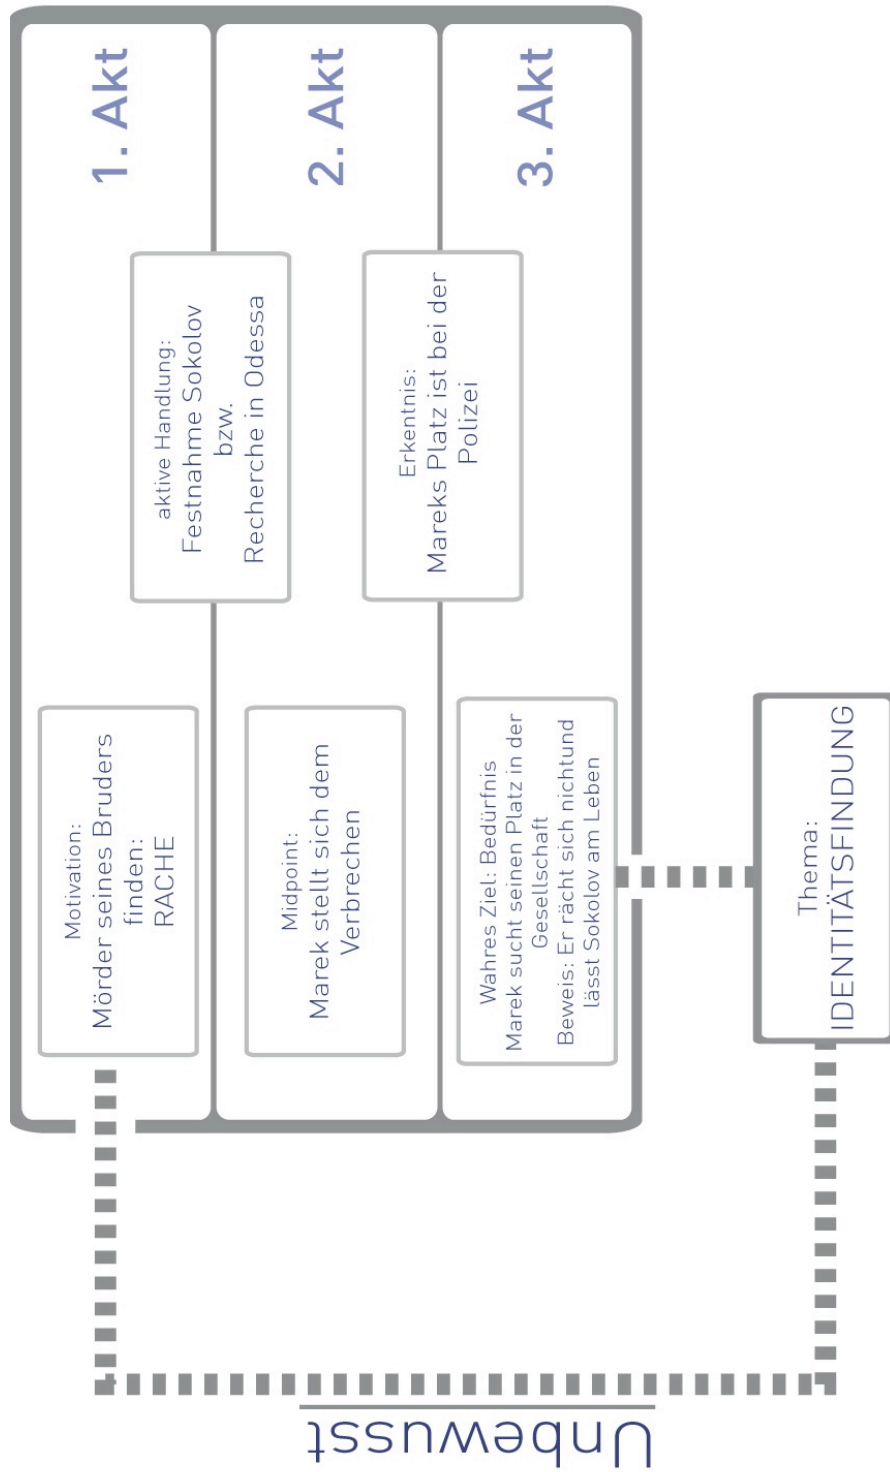 1. Akt
Motivation:
Mörder seines Bruders
finden:
RACHE
aktive Handlung:
Festnahme Sokolov
bzw.
Recherche in Odessa
2. Akt
Midpoint:
Marek stellt sich dem
Verbrechen
Erkentnis:
Mareks Platz ist bei der
Polizei
3. Akt
Wahres Ziel: Bedürfnis
Marek sucht seinen Platz in der
Gesellschaft
Beweis: Er rächt sich nichtund
lässt Sokolov am Leben
Thema:
IDENTITÄTSFINDUNG
Unbewusst